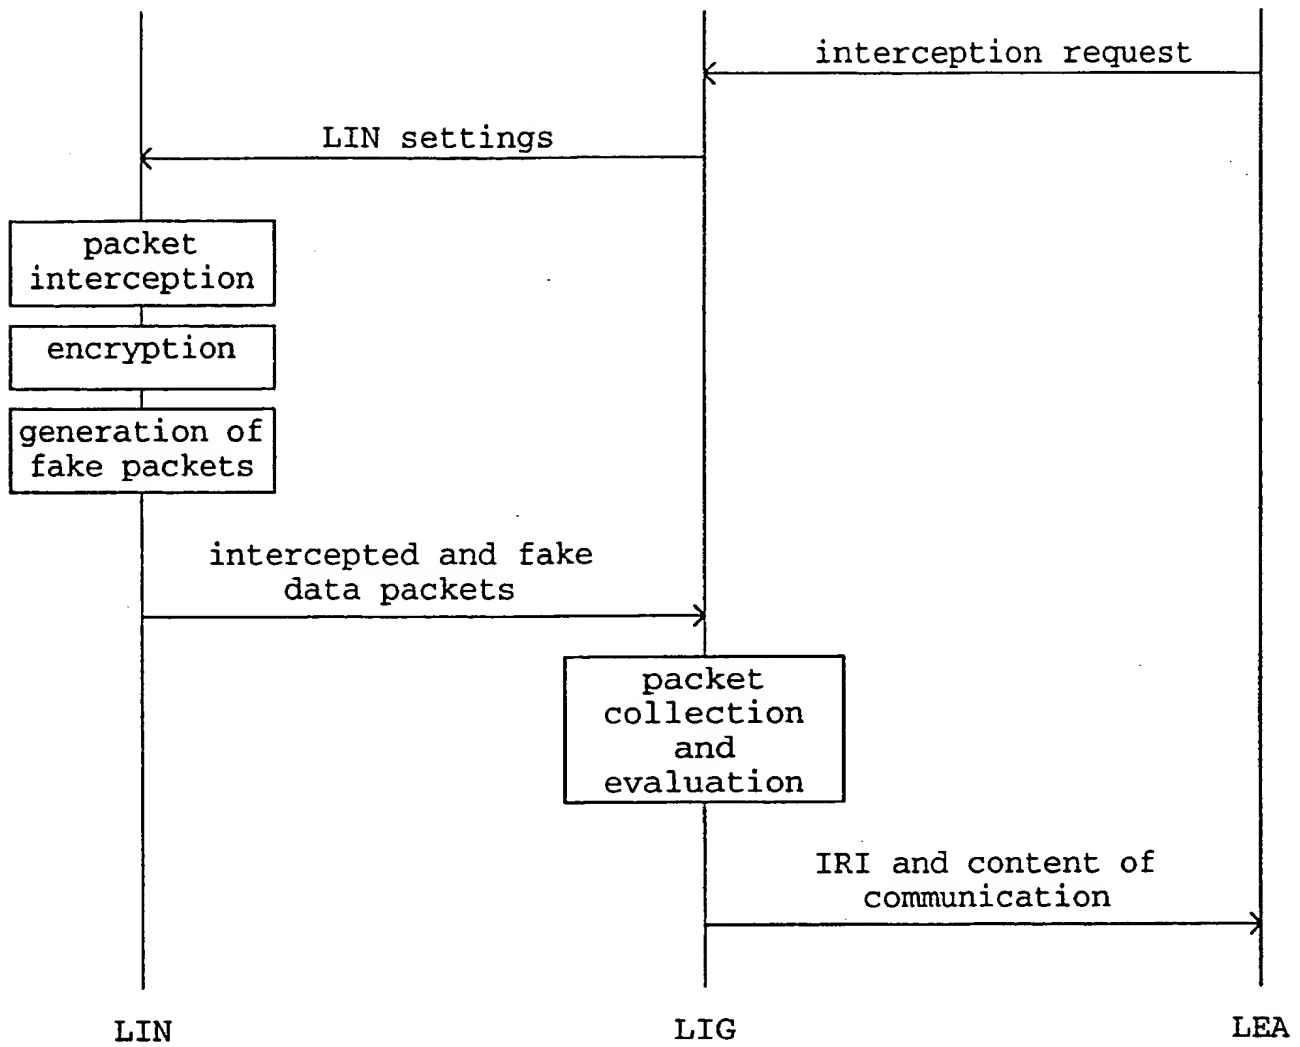 interception request
LIN settings
packet
interception
encryption
generation of
fake packets
intercepted and fake
data packets
packet
collection
and
evaluation
IRI and content of
communication
LIN
LIG
LEA